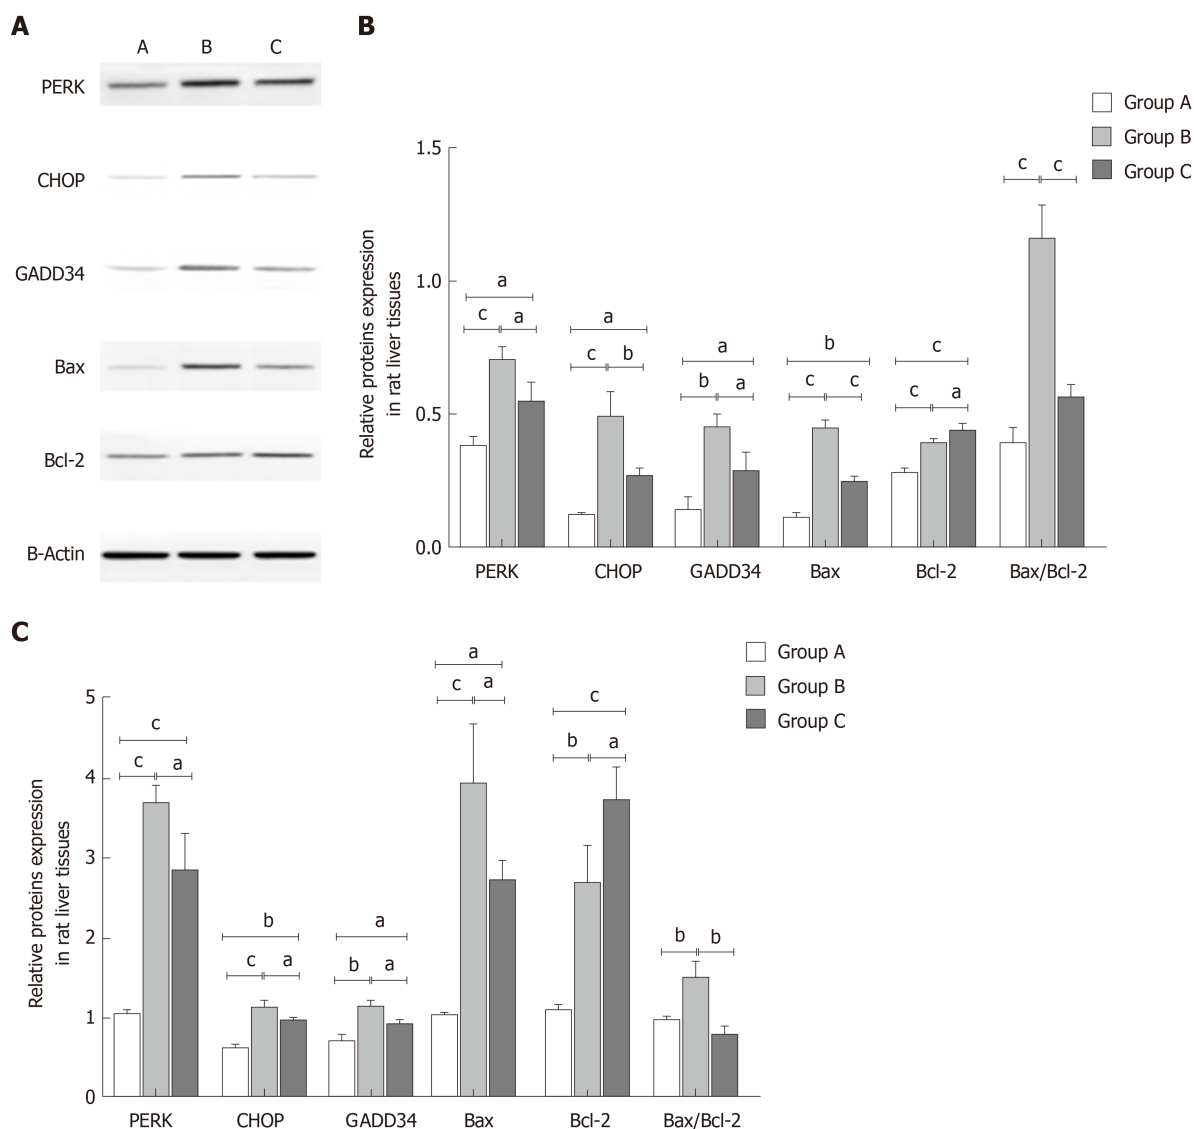 A
A B C
PERK
CHOP
GADD34
Bax
Bcl-2
B-Actin
B
Group A
Group B
Group C
Relative proteins expression
in rat liver tissues
1.5
1.0
0.5
0.0
a
c a
a
c b
a
b a
b
c c
c
c a
c c
PERK CHOP GADD34 Bax Bcl-2 Bax/Bcl-2
C
Group A
Group B
Group C
Relative proteins expression
in rat liver tissues
5
4
3
2
1
0
c
c a
b
c a
a
b a
a
c a
c
b a
b b
PERK CHOP GADD34 Bax Bcl-2 Bax/Bcl-2